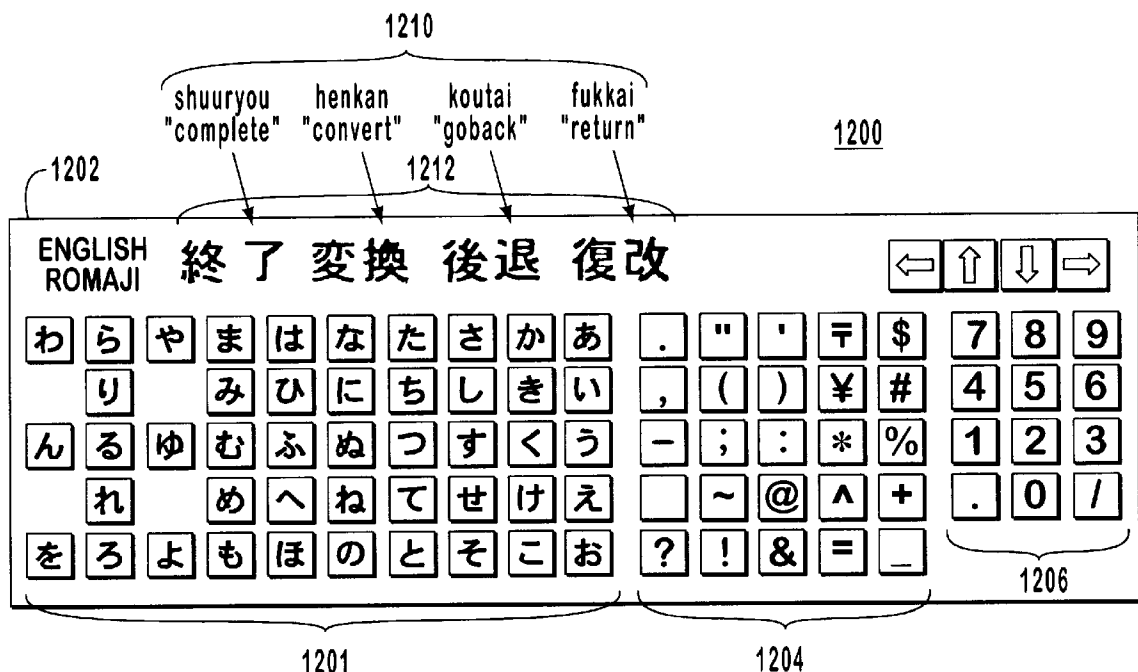 1210
shuuryou henkan koutai fukkai
"complete" "convert" "goback" "return"
1200
1202
1212
ENGLISH
ROMAJI
終了 変換 後退 復改
⇦ ⇧ ⇩ ⇨
わ ら や ま は な た さ か あ . " ' 〒 $ 7 8 9
り み ひ に ち し き い , ( ) ¥ # 4 5 6
ん る ゆ む ふ ぬ つ す く う - ; : * % 1 2 3
れ め へ ね て せ け え ~ @ ^ + . 0 /
を ろ よ も ほ の と そ こ お ? ! & = _
1206
1201
1204